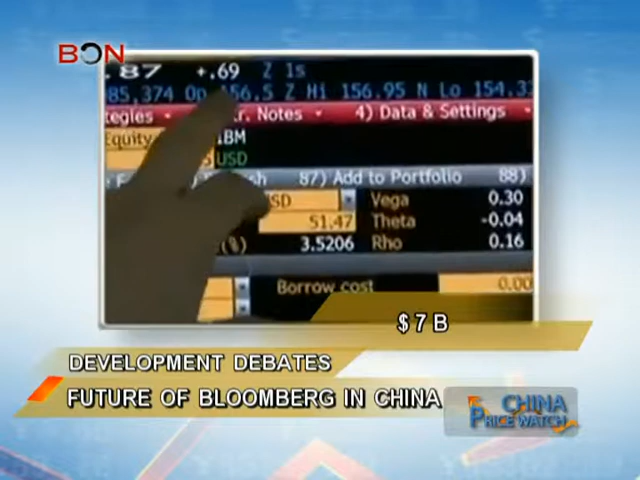 BON
.87 +.69 Z 1s
85,374 Op 156.5 Z Hi 156.95 N Lo 154.3
tegies r. Notes 4) Data & Settings
Equity IBM
USD
87) Add to Portfolio 88)
SD Vega 0.30
51.47 Theta -0.04
(%) 3.5206 Rho 0.16
Borrow cost 0.00
$7B
DEVELOPMENT DEBATES
FUTURE OF BLOOMBERG IN CHINA
CHINA
PRICE WATCH